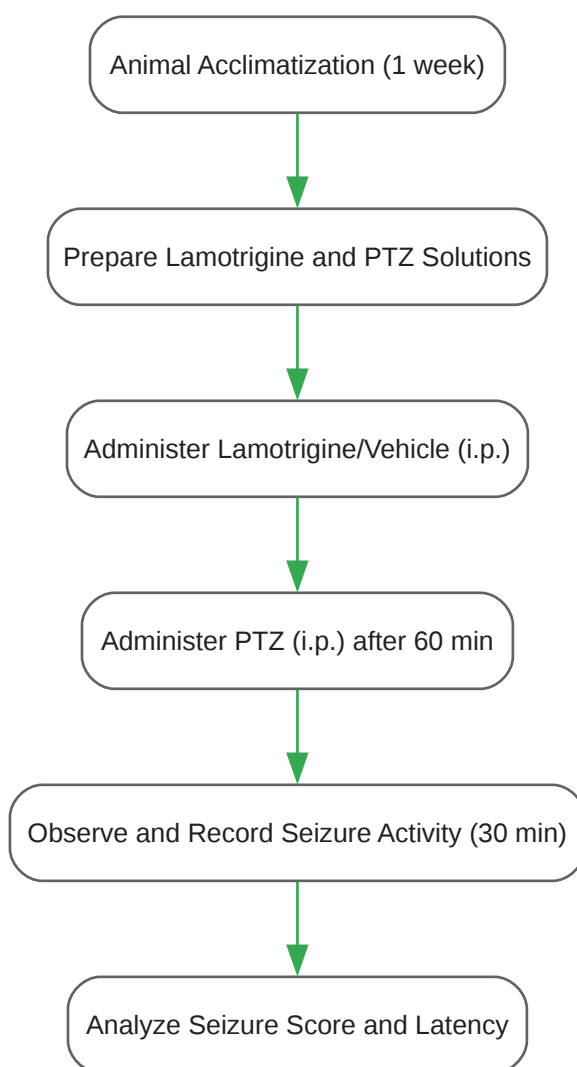 Animal Acclimatization (1 week)
Prepare Lamotrigine and PTZ Solutions
Administer Lamotrigine/Vehicle (i.p.)
Administer PTZ (i.p.) after 60 min
Observe and Record Seizure Activity (30 min)
Analyze Seizure Score and Latency